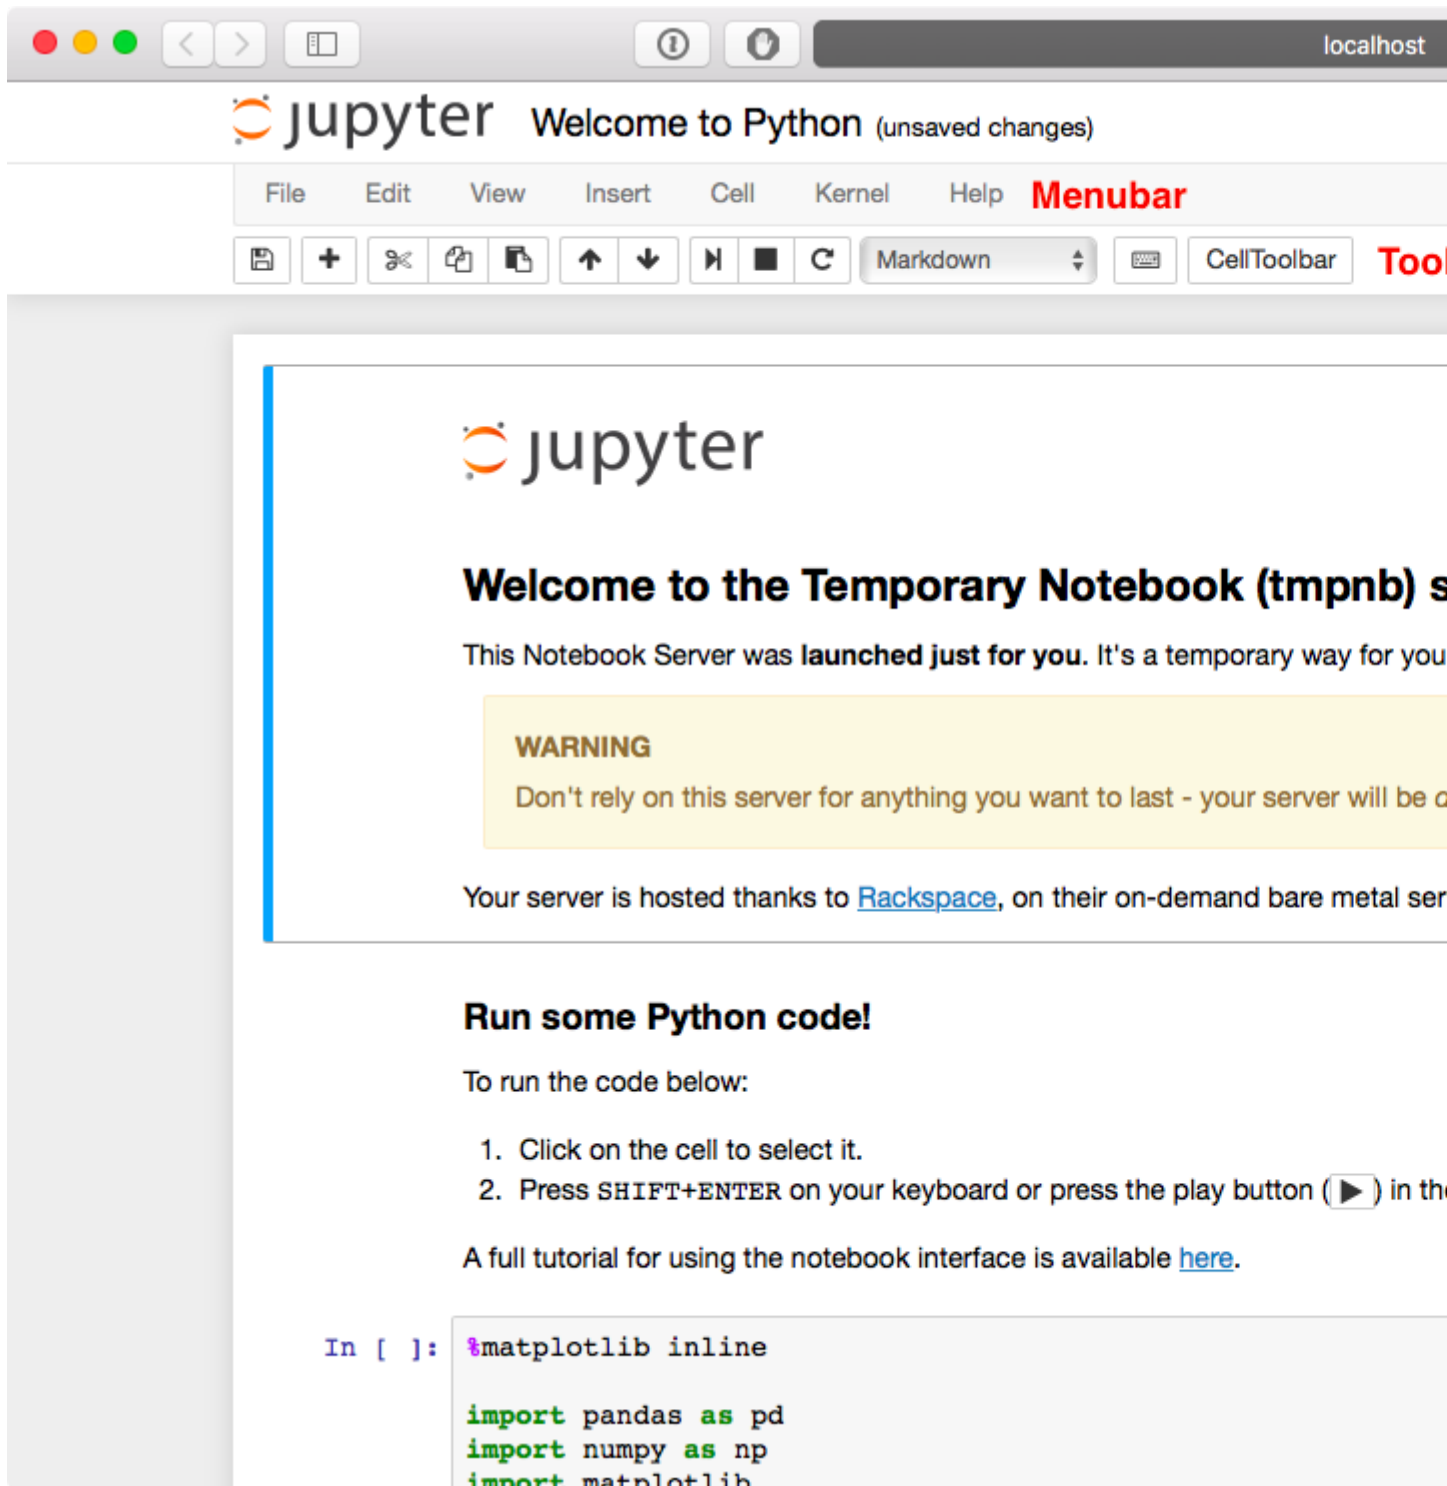 localhost
jupyter Welcome to Python (unsaved changes)
File Edit View Insert Cell Kernel Help Menubar
Markdown CellToolbar
jupyter
Welcome to the Temporary Notebook (tmpnb)
This Notebook Server was launched just for you. It's a temporary way for you
WARNING
Don't rely on this server for anything you want to last - your server will be
Your server is hosted thanks to Rackspace, on their on-demand bare metal
Run some Python code!
To run the code below:
1. Click on the cell to select it.
2. Press SHIFT+ENTER on your keyboard or press the play button (▶) in
A full tutorial for using the notebook interface is available here.
In [ ]: %matplotlib inline
import pandas as pd
import numpy as np
import matplotlib